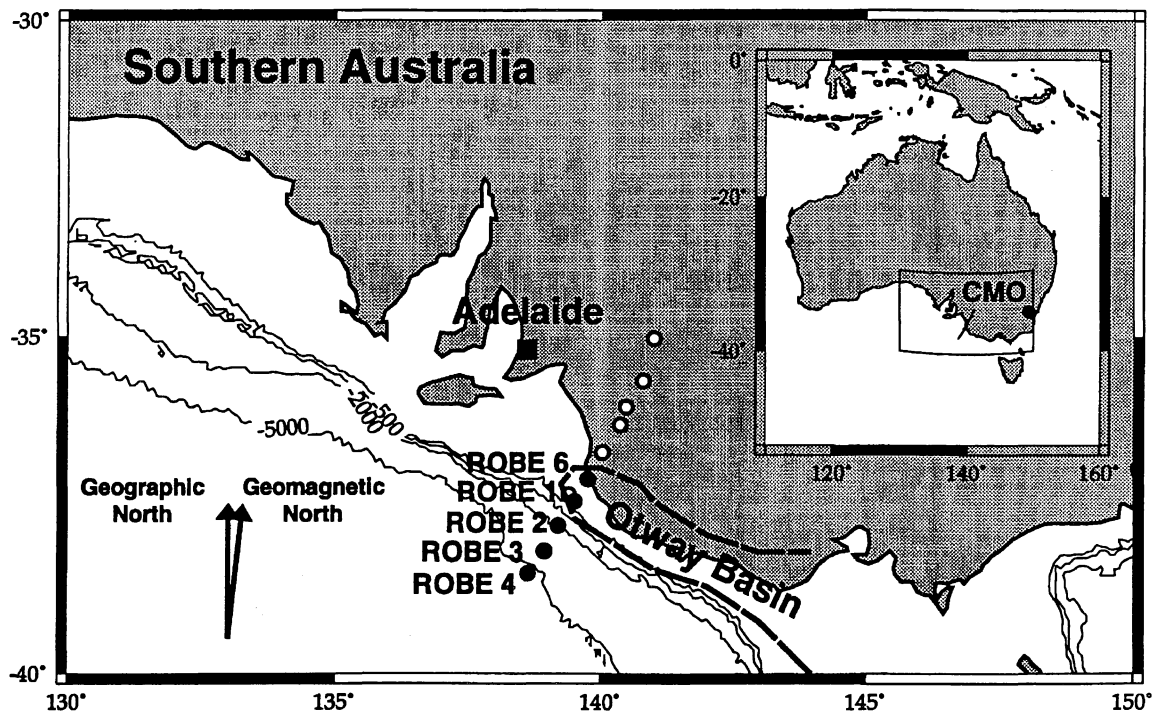 -30°
Southern Australia
0°
-20°
CMO
Adelaide
-35°
-40°
-500
-2000
-5000
120°
140°
160°
ROBE 6
Geographic
North
Geomagnetic
North
ROBE 1
ROBE 2
Otway Basin
ROBE 3
ROBE 4
-40°
130°
135°
140°
145°
150°